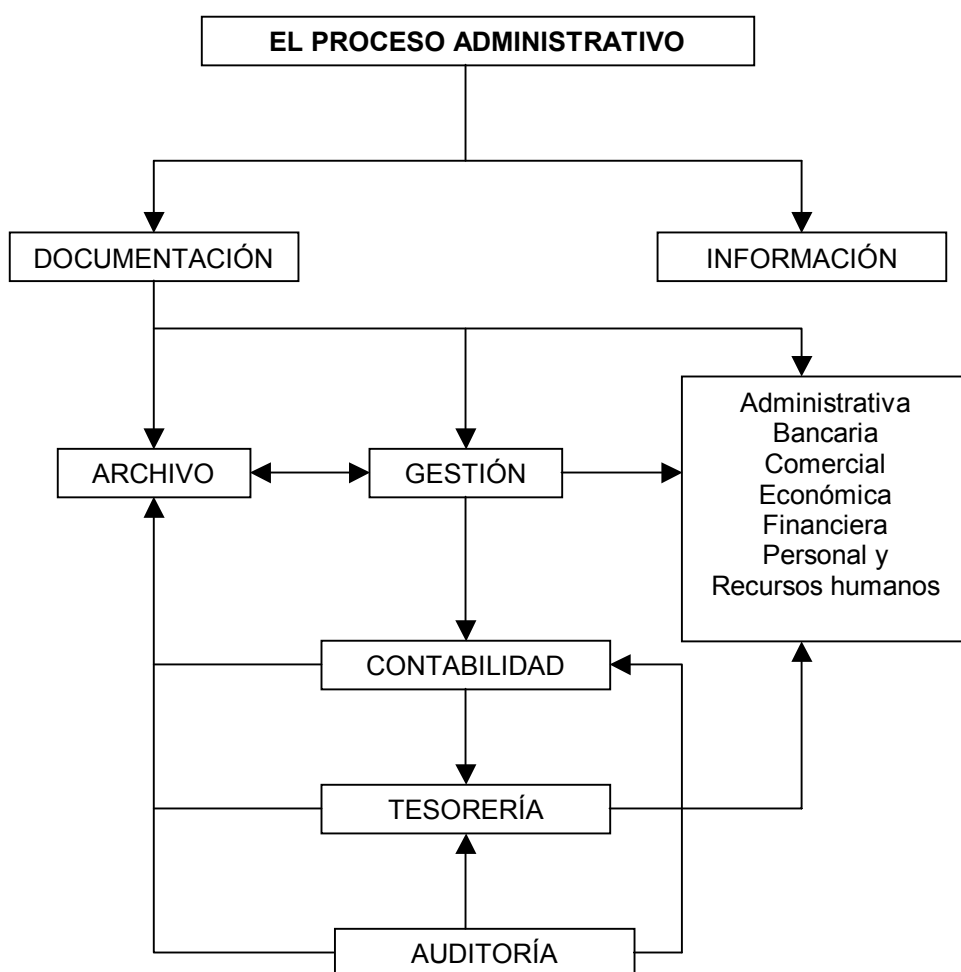 EL PROCESO ADMINISTRATIVO
DOCUMENTACIÓN
INFORMACIÓN
ARCHIVO
GESTIÓN
Administrativa
Bancaria
Comercial
Económica
Financiera
Personal y
Recursos humanos
CONTABILIDAD
TESORERÍA
AUDITORÍA